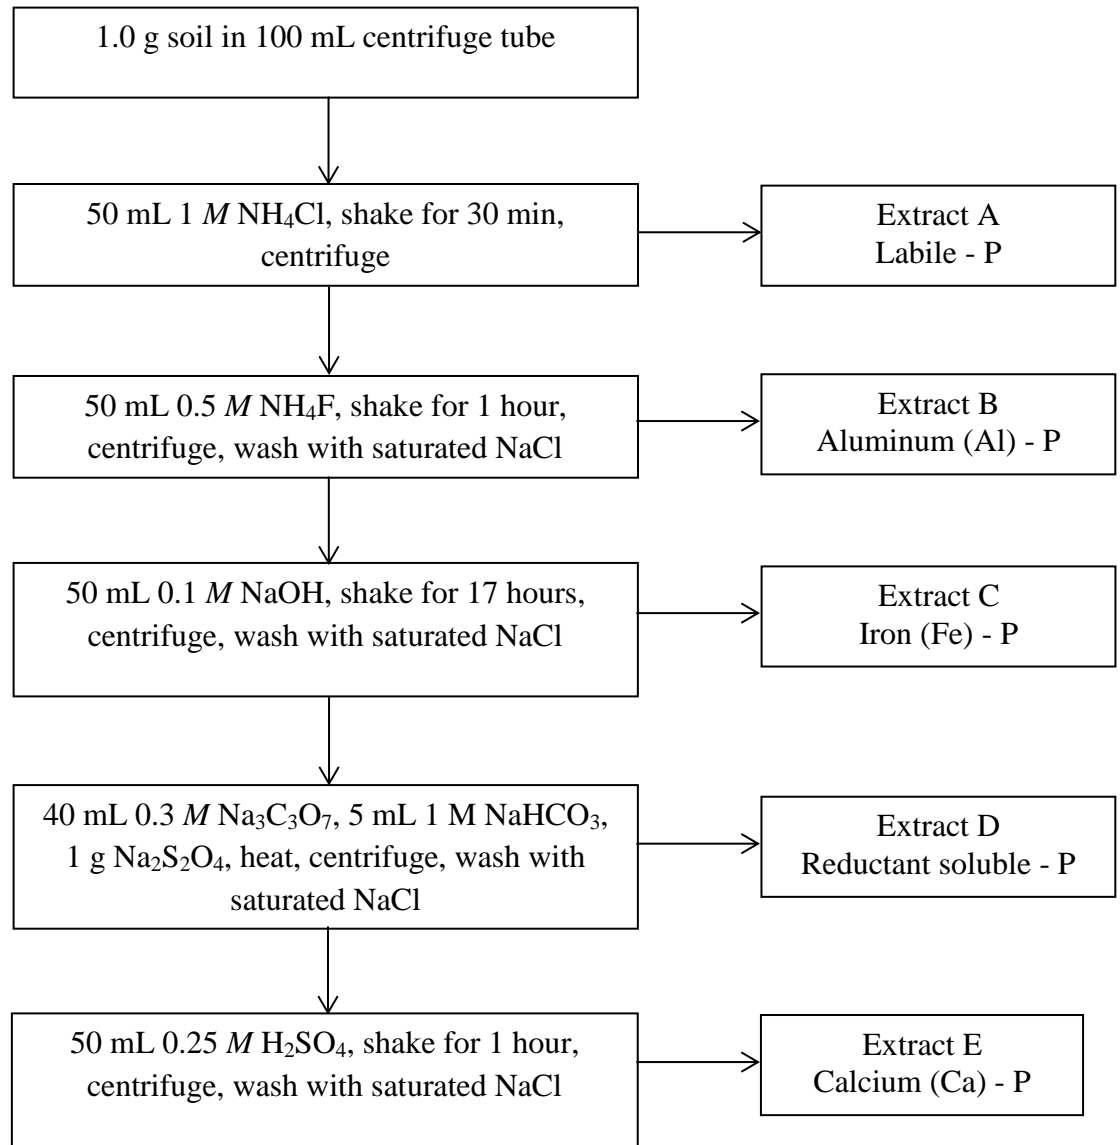 1.0 g soil in 100 mL centrifuge tube
50 mL 1 M NH₄Cl, shake for 30 min,
centrifuge
Extract A
Labile - P
50 mL 0.5 M NH₄F, shake for 1 hour,
centrifuge, wash with saturated NaCl
Extract B
Aluminum (Al) - P
50 mL 0.1 M NaOH, shake for 17 hours,
centrifuge, wash with saturated NaCl
Extract C
Iron (Fe) - P
40 mL 0.3 M Na₃C₃O₇, 5 mL 1 M NaHCO₃,
1 g Na₂S₂O₄, heat, centrifuge, wash with
saturated NaCl
Extract D
Reductant soluble - P
50 mL 0.25 M H₂SO₄, shake for 1 hour,
centrifuge, wash with saturated NaCl
Extract E
Calcium (Ca) - P